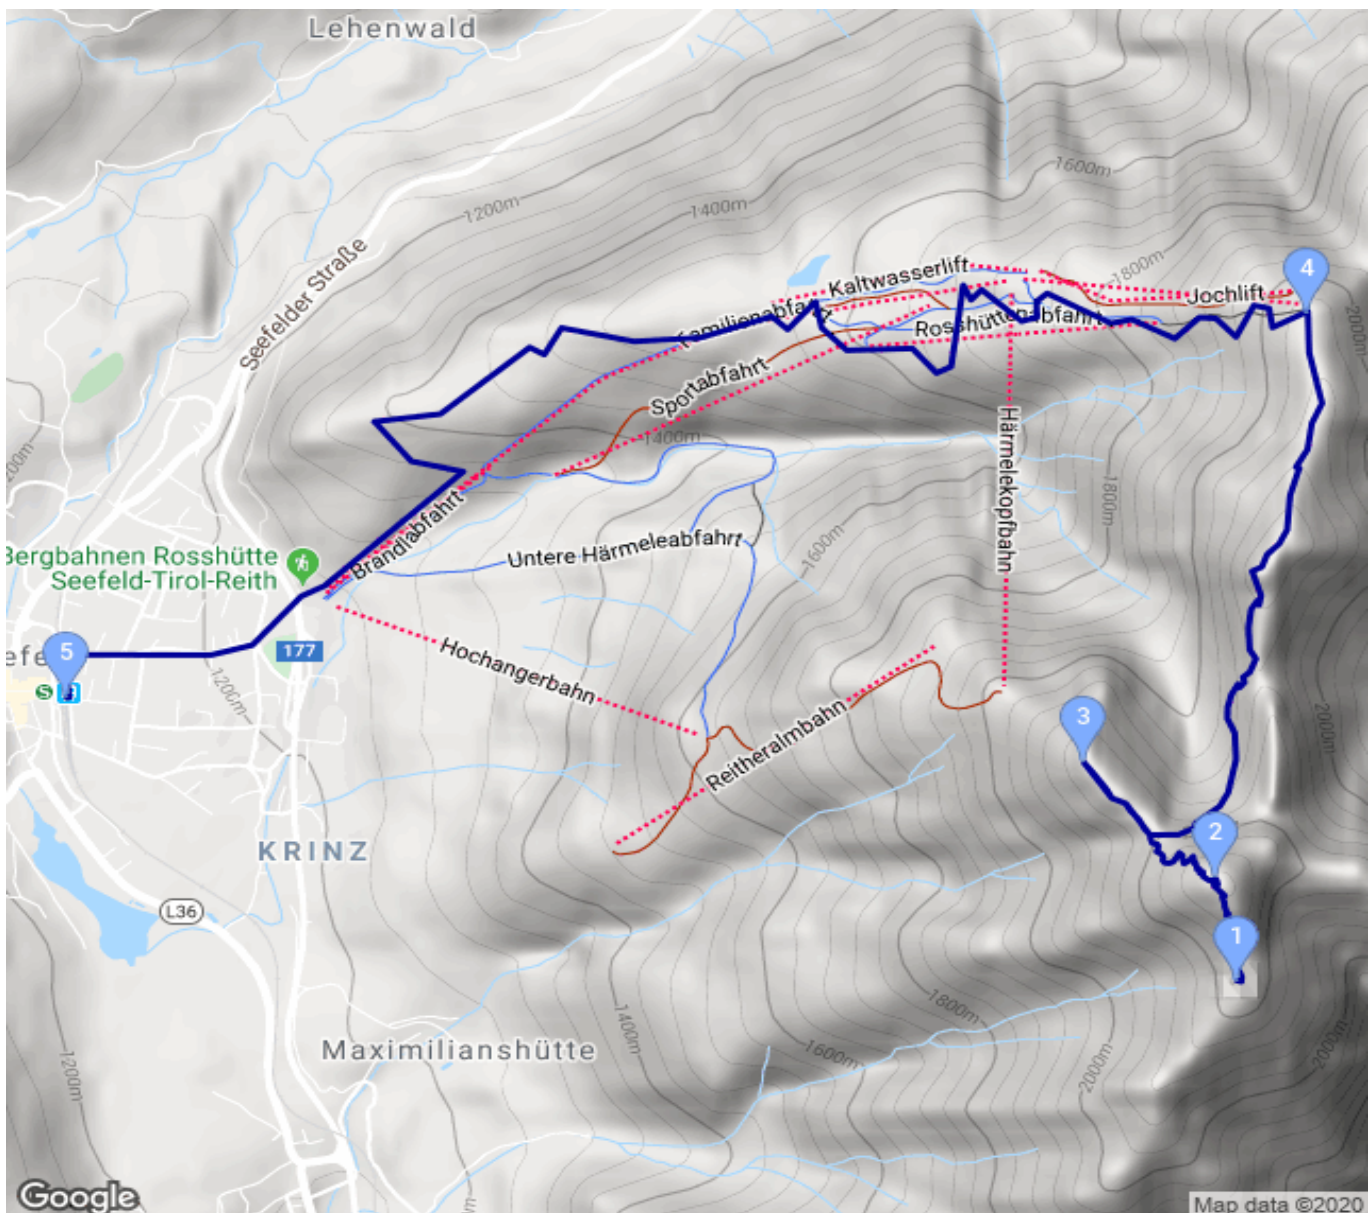 Lehenwald
1600m
1200m
1400m
Seefelder Straße
Kaltwasserlift
1800m
4
Jochlift
2000m
Familienabfahrt
Rosshüttenabfahrt
Sportabfahrt
1400m
Härmelekopfbahn
1800m
Brandlabfahrt
Untere Härmeleabfahrt
1600m
Bergbahnen Rosshütte
Seefeld-Tirol-Reith
5
177
1200m
Hochangerbahn
S
3
2000m
Reitheralmbahn
2
KRINZ
L36
1
1800m
1400m
Maximilianshütte
1600m
2000m
2000m
1200m
Google
Map data ©2020